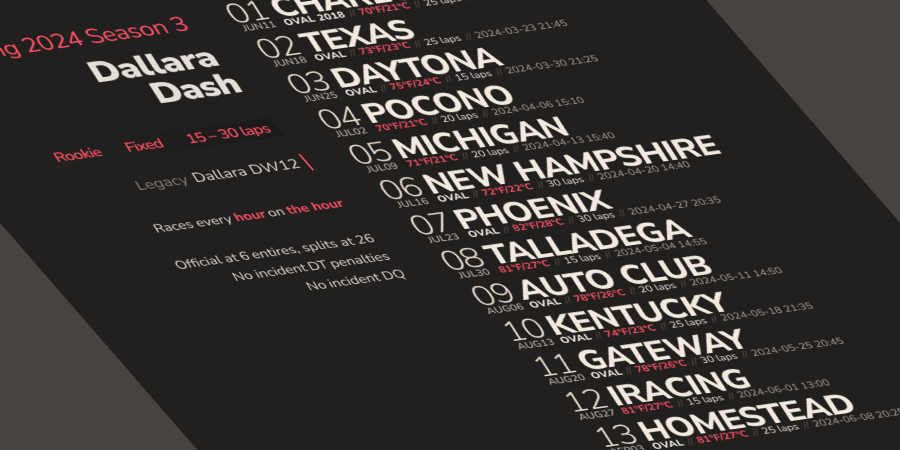 ng 2024 Season 3
Dallara
Dash
Rookie Fixed 15–30 laps
Legacy Dallara DW12
Races every hour on the hour
Official at 6 entires, splits at 26
No incident DT penalties
No incident DQ
01
JUN11 OVAL 2018 // 70°F/21°C
02 TEXAS
JUN18 OVAL // 73°F/23°C // 25 laps // 2024-03-23 21:45
03 DAYTONA
JUN25 OVAL // 75°F/24°C // 15 laps // 2024-03-30 21:25
04 POCONO
JUL02 70°F/21°C // 20 laps // 2024-04-06 15:10
05 MICHIGAN
JUL09 71°F/21°C // 20 laps // 2024-04-13 15:40
06 NEW HAMPSHIRE
JUL16 OVAL // 72°F/22°C // 30 laps // 2024-04-20 14:40
07 PHOENIX
JUL23 OVAL // 82°F/28°C // 30 laps // 2024-04-27 20:35
08 TALLADEGA
JUL30 81°F/27°C // 15 laps // 2024-05-04 14:55
09 AUTO CLUB
AUG06 OVAL // 78°F/26°C // 20 laps // 2024-05-11 14:50
10 KENTUCKY
AUG13 OVAL // 74°F/23°C // 25 laps // 2024-05-18 21:35
11 GATEWAY
AUG20 OVAL // 78°F/26°C // 30 laps // 2024-05-25 20:45
12 IRACING
AUG27 81°F/27°C // 15 laps // 2024-06-01 13:00
13 HOMESTEAD
OVAL // 81°F/27°C // 25 laps // 2024-06-08